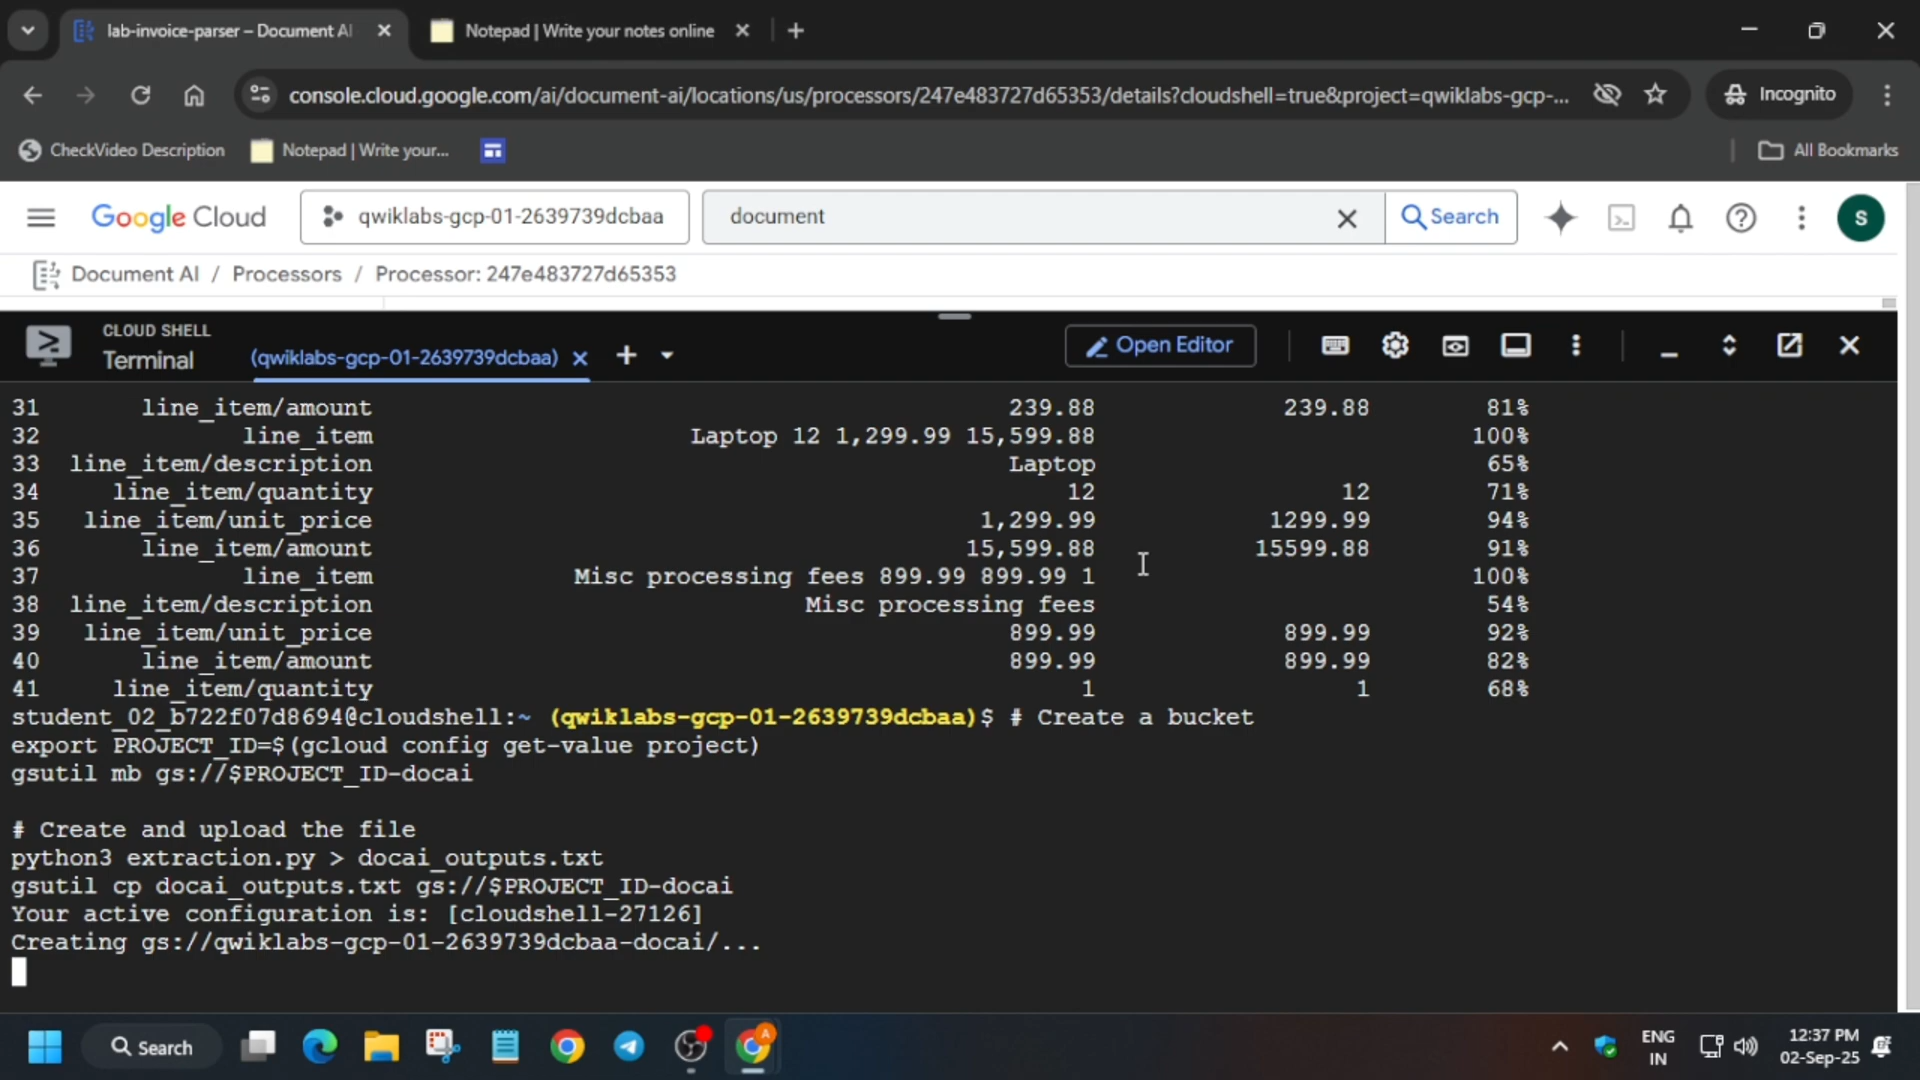 lab-invoice-parser – Document AI
Notepad | Write your notes online
console.cloud.google.com/ai/document-ai/locations/us/processors/247e483727d65353/details?cloudshell=true&project=qwiklabs-gcp-...
Incognito
CheckVideo Description
Notepad | Write your...
All Bookmarks
Google Cloud
qwiklabs-gcp-01-2639739dcbaa
document
Search
S
Document AI / Processors / Processor: 247e483727d65353
CLOUD SHELL
Terminal
(qwiklabs-gcp-01-2639739dcbaa)
Open Editor
31 line_item/amount 239.88 239.88 81%
32 line_item Laptop 12 1,299.99 15,599.88 100%
33 line_item/description Laptop 65%
34 line_item/quantity 12 12 71%
35 line_item/unit_price 1,299.99 1299.99 94%
36 line_item/amount 15,599.88 15599.88 91%
37 line_item Misc processing fees 899.99 899.99 1 100%
38 line_item/description Misc processing fees 54%
39 line_item/unit_price 899.99 899.99 92%
40 line_item/amount 899.99 899.99 82%
41 line_item/quantity 1 1 68%
student_02_b722f07d8694@cloudshell:~ (qwiklabs-gcp-01-2639739dcbaa)$ # Create a bucket
export PROJECT_ID=$(gcloud config get-value project)
gsutil mb gs://$PROJECT_ID-docai
# Create and upload the file
python3 extraction.py > docai_outputs.txt
gsutil cp docai_outputs.txt gs://$PROJECT_ID-docai
Your active configuration is: [cloudshell-27126]
Creating gs://qwiklabs-gcp-01-2639739dcbaa-docai/...
Search
ENG
IN
12:37 PM
02-Sep-25